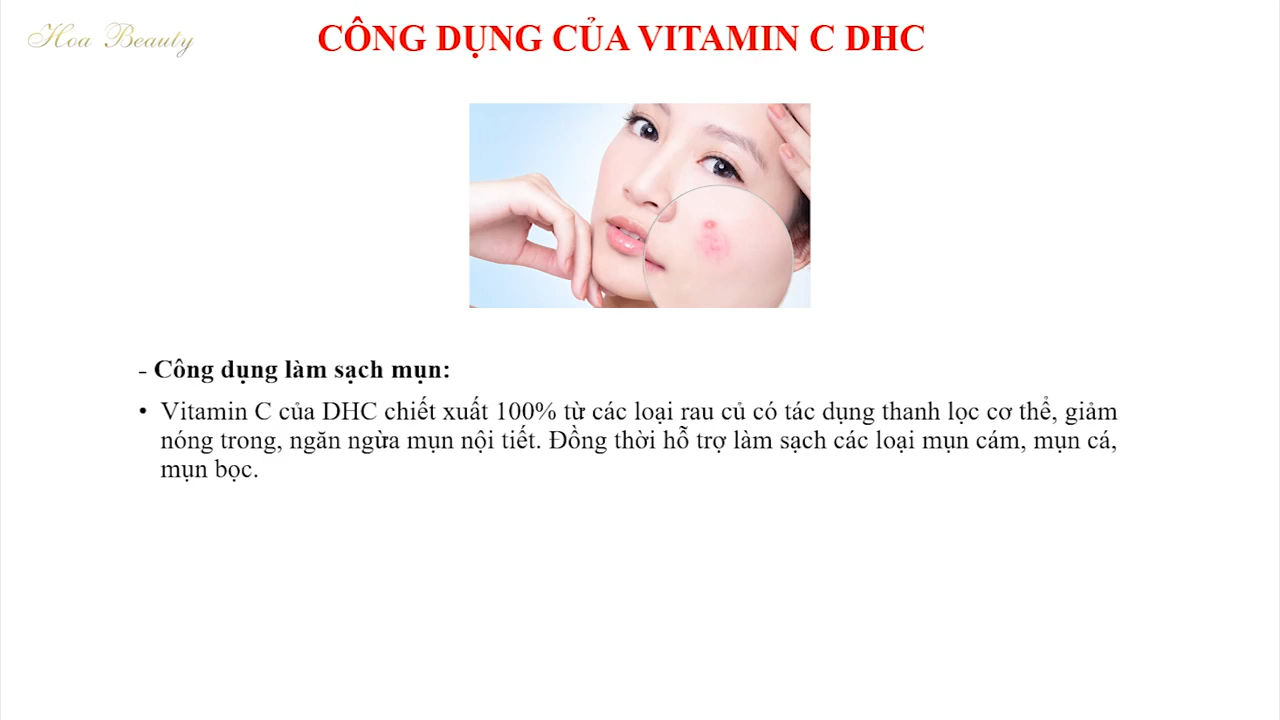 Hoa Beauty
CÔNG DỤNG CỦA VITAMIN C DHC
- Công dụng làm sạch mụn:
• Vitamin C của DHC chiết xuất 100% từ các loại rau củ có tác dụng thanh lọc cơ thể, giảm
nóng trong, ngăn ngừa mụn nội tiết. Đồng thời hỗ trợ làm sạch các loại mụn cám, mụn cá,
mụn bọc.